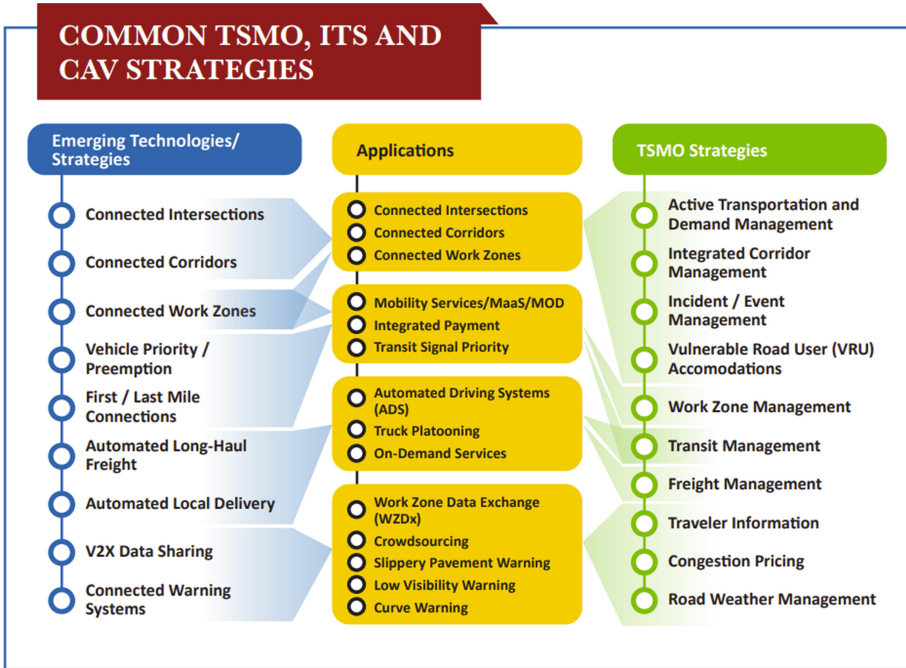 COMMON TSMO, ITS AND
CAV STRATEGIES
Emerging Technologies/
Strategies
Connected Intersections
Connected Corridors
Connected Work Zones
Vehicle Priority /
Preemption
First / Last Mile
Connections
Automated Long-Haul
Freight
Automated Local Delivery
V2X Data Sharing
Connected Warning
Systems
Applications
Connected Intersections
Connected Corridors
Connected Work Zones
Mobility Services/MaaS/MOD
Integrated Payment
Transit Signal Priority
Automated Driving Systems
(ADS)
Truck Platooning
On-Demand Services
Work Zone Data Exchange
(WZDx)
Crowdsourcing
Slippery Pavement Warning
Low Visibility Warning
Curve Warning
TSMO Strategies
Active Transportation and
Demand Management
Integrated Corridor
Management
Incident / Event
Management
Vulnerable Road User (VRU)
Accomodations
Work Zone Management
Transit Management
Freight Management
Traveler Information
Congestion Pricing
Road Weather Management